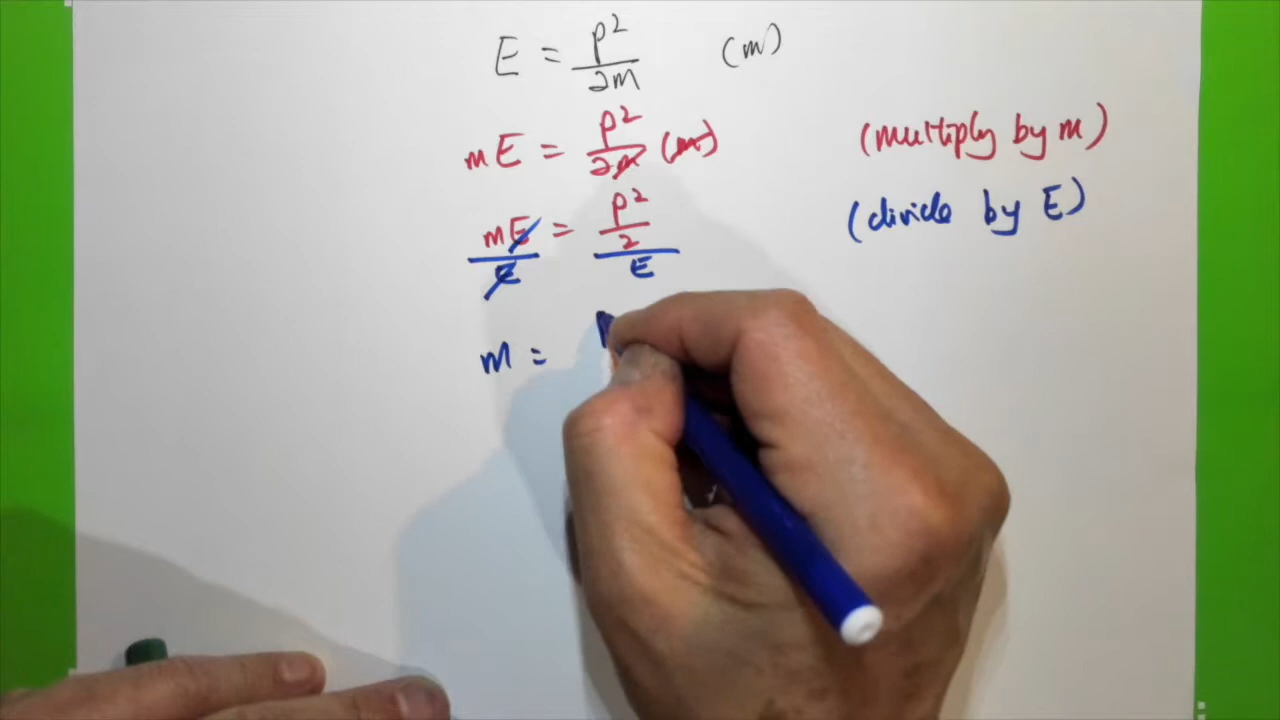 E = p²/2m (m)
mE = p²/2m (m) (multiply by m)
mE/E = p²/2/E (divide by E)
m =